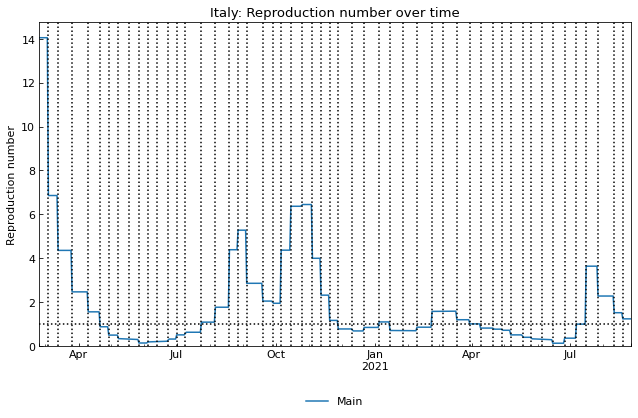 Italy: Reproduction number over time
Reproduction number
14
12
10
8
6
4
2
0
Apr
Jul
Oct
Jan
2021
Apr
Jul
Main